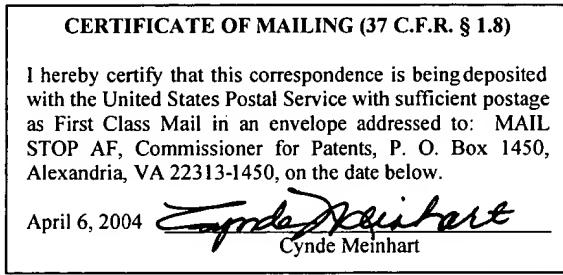 CERTIFICATE OF MAILING (37 C.F.R. § 1.8)
I hereby certify that this correspondence is being deposited
with the United States Postal Service with sufficient postage
as First Class Mail in an envelope addressed to: MAIL
STOP AF, Commissioner for Patents, P. O. Box 1450,
Alexandria, VA 22313-1450, on the date below.
April 6, 2004 Cynde Meinhart
Cynde Meinhart